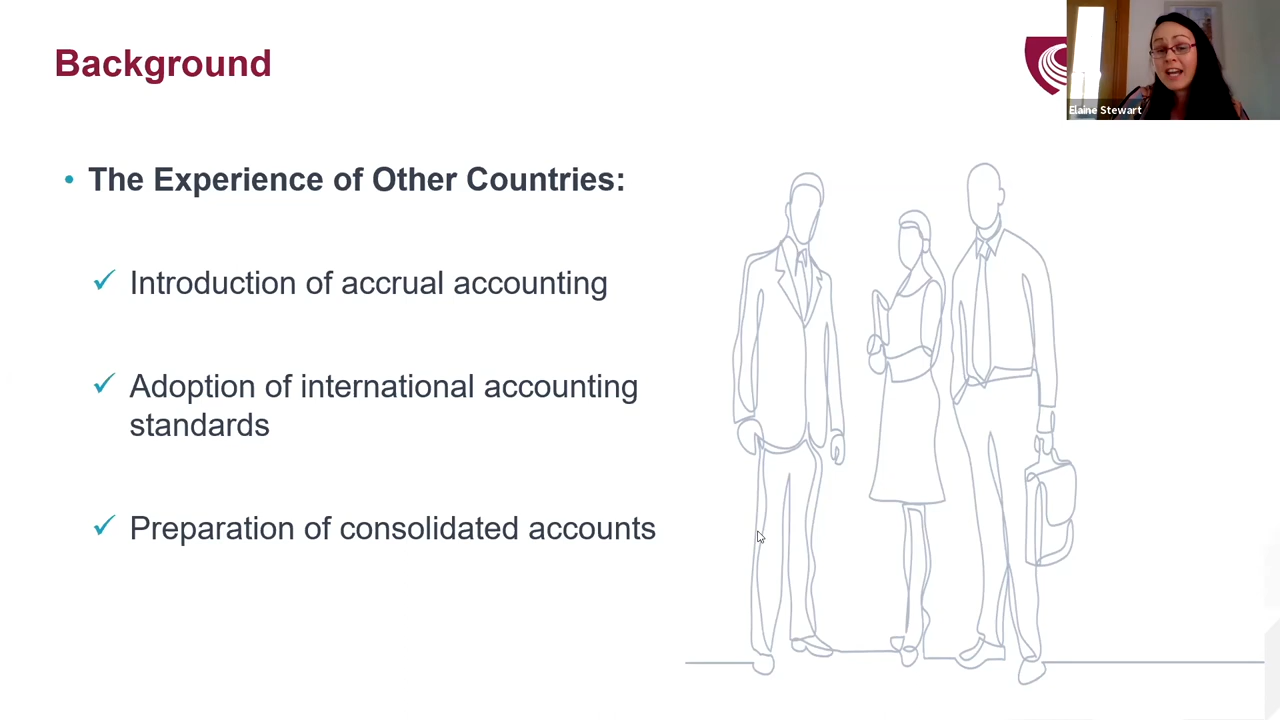 Background
Elaine Stewart
• The Experience of Other Countries:
✓ Introduction of accrual accounting
✓ Adoption of international accounting
standards
✓ Preparation of consolidated accounts